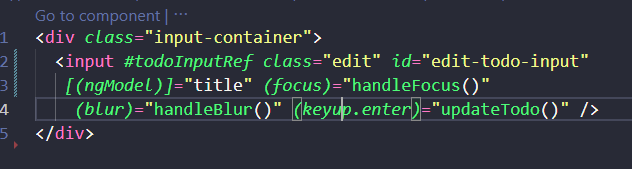 Go to component | ...
1 <div class="input-container">
2 <input #todoInputRef class="edit" id="edit-todo-input"
3 [(ngModel)]="title" (focus)="handleFocus()"
4 (blur)="handleBlur()" (keyup.enter)="updateTodo()" />
5 </div>